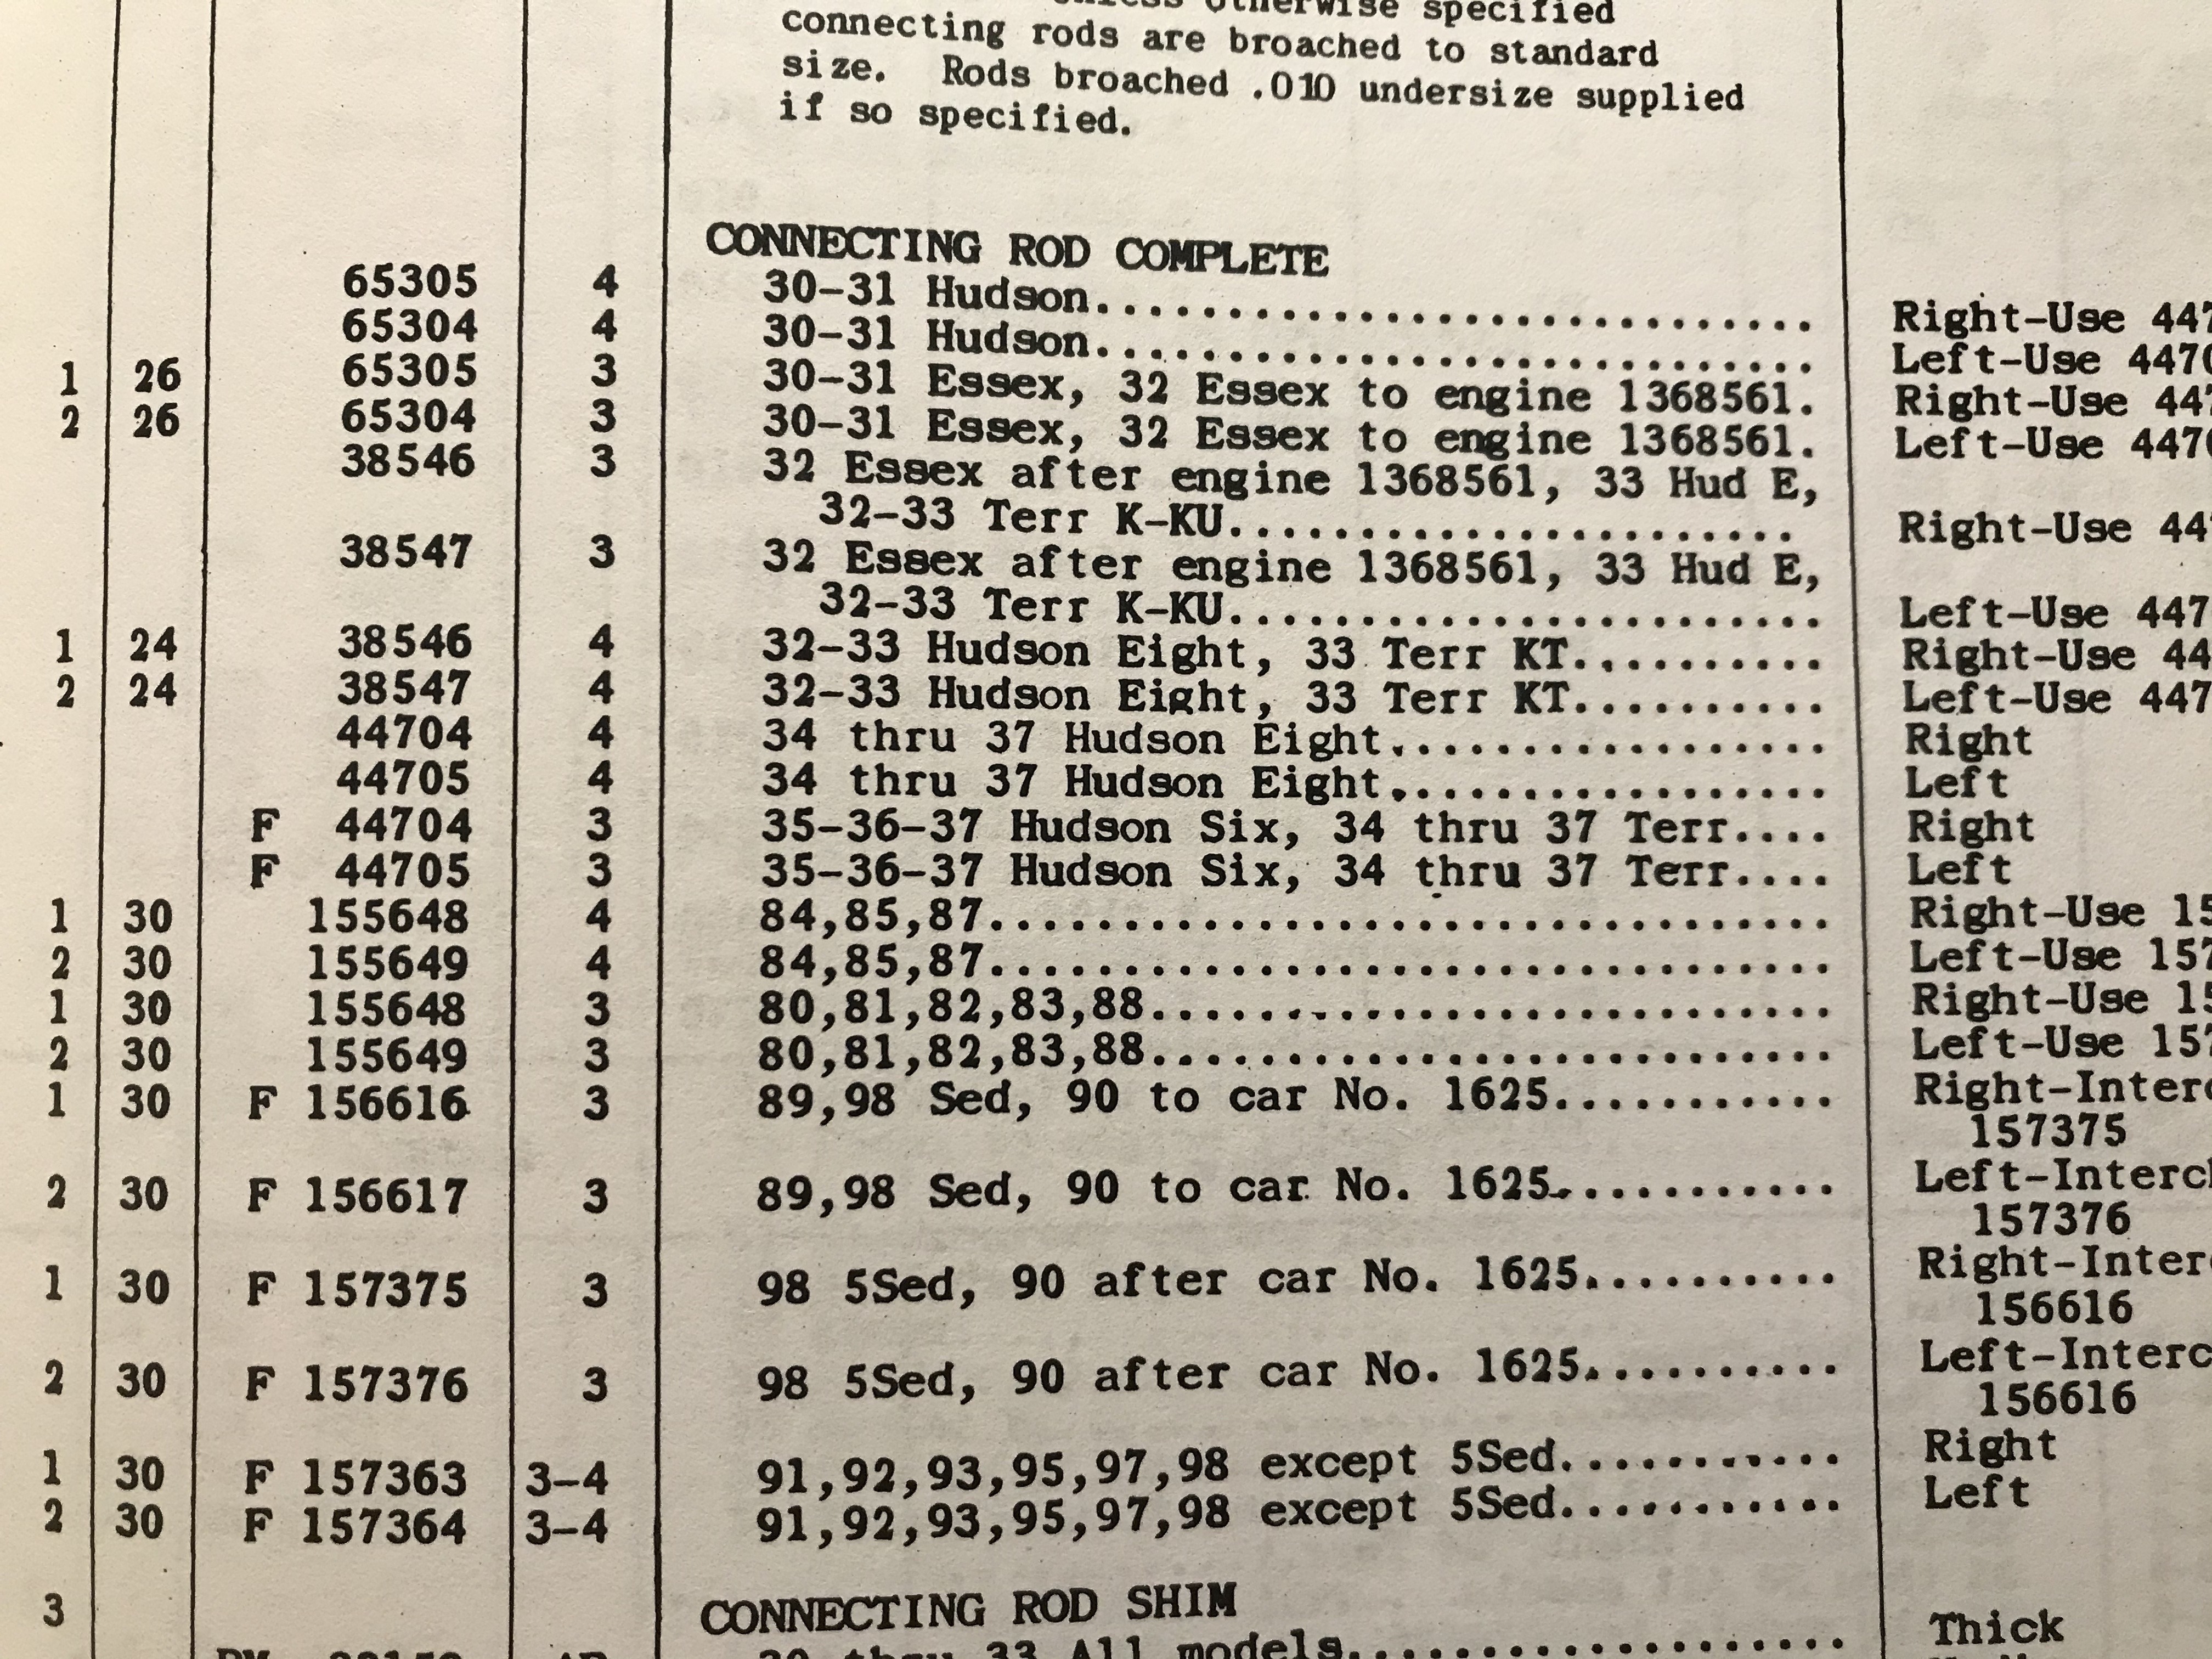 otherwise specified
connecting rods are broached to standard
size. Rods broached .010 undersize supplied
if so specified.
CONNECTING ROD COMPLETE
65305 4 30-31 Hudson.............................. Right-Use
65304 4 30-31 Hudson.............................. Left-Use
1 26 65305 3 30-31 Essex, 32 Essex to engine 1368561. Right-Use
2 26 65304 3 30-31 Essex, 32 Essex to engine 1368561. Left-Use
38546 3 32 Essex after engine 1368561, 33 Hud E,
32-33 Terr K-KU...................... Right-Use
38547 3 32 Essex after engine 1368561, 33 Hud E,
32-33 Terr K-KU....................... Left-Use
1 24 38546 4 32-33 Hudson Eight, 33 Terr KT.......... Right-Use
2 24 38547 4 32-33 Hudson Eight, 33 Terr KT.......... Left-Use
44704 4 34 thru 37 Hudson Eight................. Right
44705 4 34 thru 37 Hudson Eight................. Left
F 44704 3 35-36-37 Hudson Six, 34 thru 37 Terr.... Right
F 44705 3 35-36-37 Hudson Six, 34 thru 37 Terr.... Left
1 30 155648 4 84,85,87................................ Right-Use
2 30 155649 4 84,85,87................................ Left-Use
1 30 155648 3 80,81,82,83,88.......................... Right-Use
2 30 155649 3 80,81,82,83,88.......................... Left-Use
1 30 F 156616 3 89,98 Sed, 90 to car No. 1625........... Right-Inter
157375
2 30 F 156617 3 89,98 Sed, 90 to car No. 1625........... Left-Interc
157376
1 30 F 157375 3 98 5Sed, 90 after car No. 1625.......... Right-Inter
156616
2 30 F 157376 3 98 5Sed, 90 after car No. 1625.......... Left-Interc
156616
1 30 F 157363 3-4 91,92,93,95,97,98 except 5Sed........... Right
2 30 F 157364 3-4 91,92,93,95,97,98 except 5Sed........... Left
3 CONNECTING ROD SHIM
30 thru 33 All models................... Thick